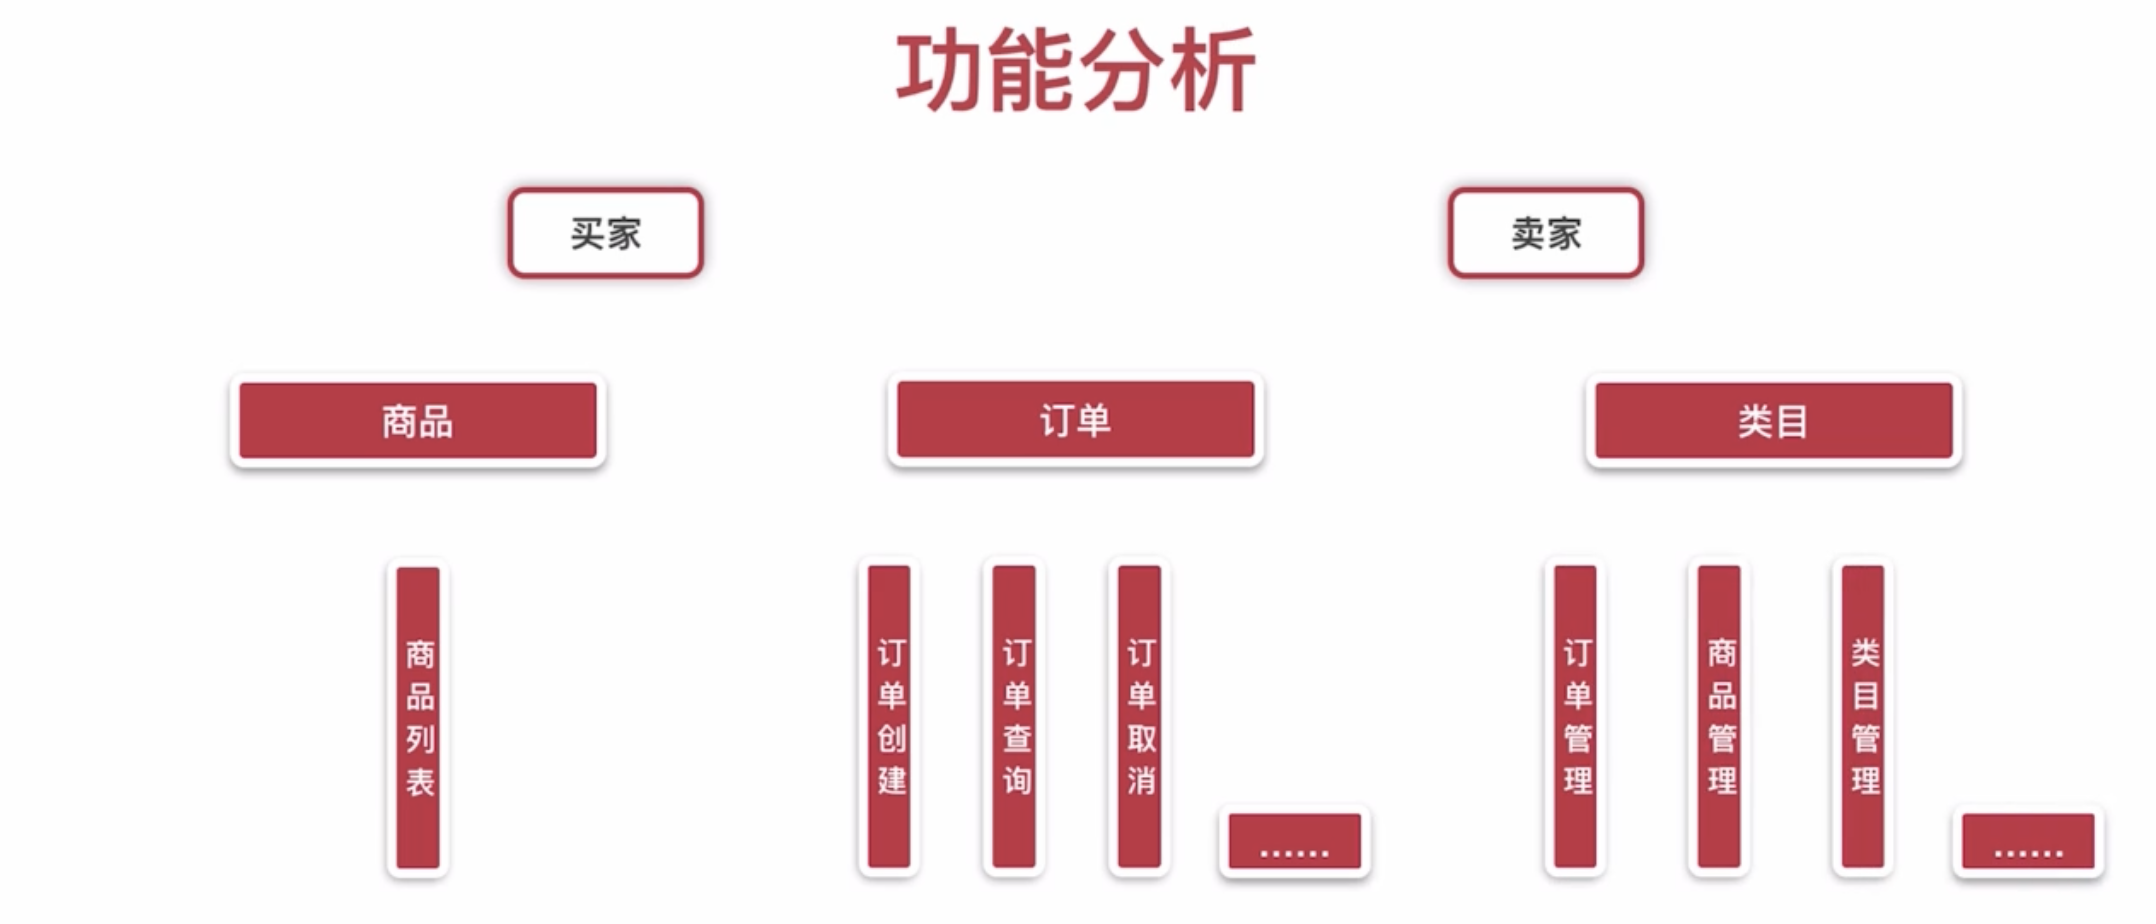 功能分析
买家
卖家
商品
订单
类目
商品列表
订单创建
订单查询
订单取消
......
订单管理
商品管理
类目管理
......